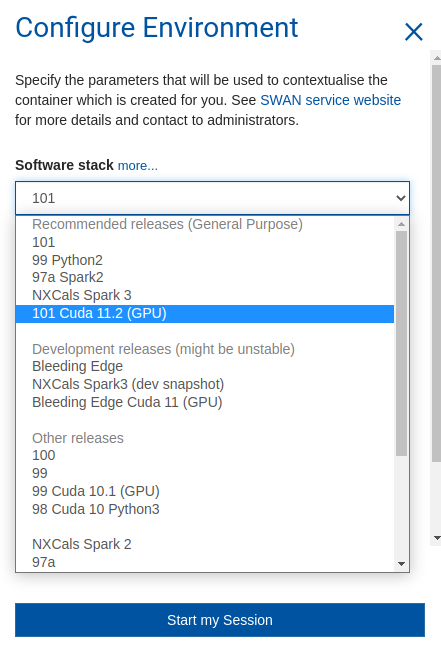 Configure Environment
Specify the parameters that will be used to contextualise the
container which is created for you. See SWAN service website
for more details and contact to administrators.
Software stack more...
101
Recommended releases (General Purpose)
101
99 Python2
97a Spark2
NXCals Spark 3
101 Cuda 11.2 (GPU)
Development releases (might be unstable)
Bleeding Edge
NXCals Spark3 (dev snapshot)
Bleeding Edge Cuda 11 (GPU)
Other releases
100
99
99 Cuda 10.1 (GPU)
98 Cuda 10 Python3
NXCals Spark 2
97a
Start my Session